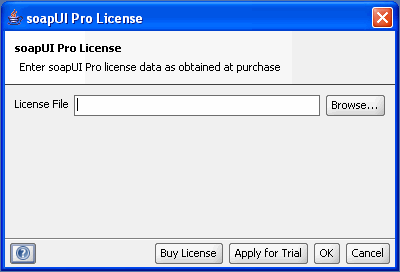 soapUI Pro License
soapUI Pro License
Enter soapUI Pro license data as obtained at purchase
License File
Browse...
?
Buy License
Apply for Trial
OK
Cancel